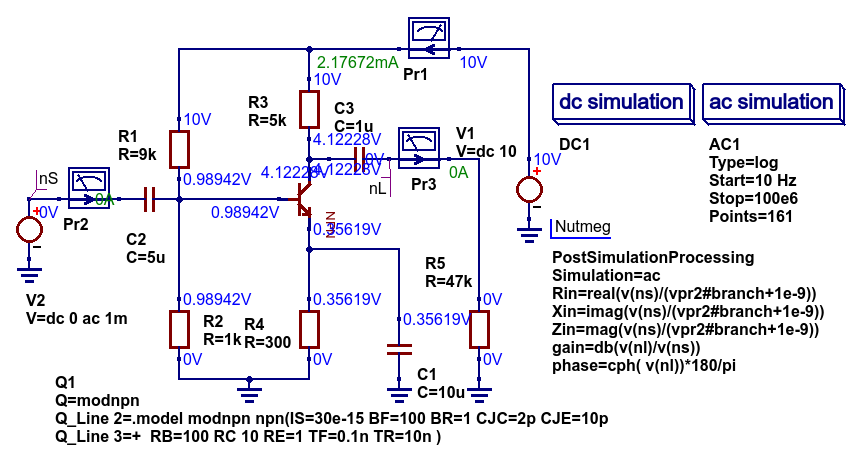 2.17672mA
10V
Pr1
10V
dc simulation
ac simulation
R3
R=5k
C3
C=1u
R1
R=9k
10V
4.12228V
V1
V=dc 10
DC1
AC1
Type=log
Start=10 Hz
Stop=100e6
Points=161
0V
4.12228V
4.12228V
Pr3
0A
10V
nS
0.98942V
nL
0A
0V
Pr2
0.98942V
NPN
0.35619V
Nutmeg
C2
C=5u
PostSimulationProcessing
Simulation=ac
Rin=real(v(ns)/(vpr2#branch+1e-9))
Xin=imag(v(ns)/(vpr2#branch+1e-9))
Zin=mag(v(ns)/(vpr2#branch+1e-9))
gain=db(v(nl)/v(ns))
phase=cph( v(nl))*180/pi
R5
R=47k
V2
V=dc 0 ac 1m
0.98942V
R2
R=1k
0V
R4
R=300
0.35619V
0V
0.35619V
0V
0V
C1
C=10u
Q1
Q=modnpn
Q_Line 2=.model modnpn npn(IS=30e-15 BF=100 BR=1 CJC=2p CJE=10p
Q_Line 3=+ RB=100 RC 10 RE=1 TF=0.1n TR=10n )